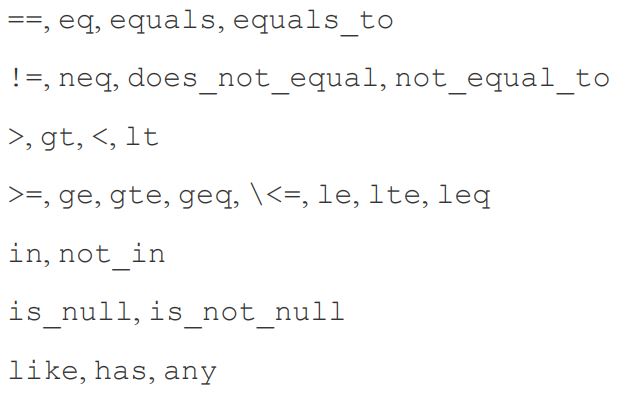 ==, eq, equals, equals_to
!=, neq, does_not_equal, not_equal_to
>, gt, <, lt
>=, ge, gte, geq, \<=, le, lte, leq
in, not_in
is_null, is_not_null
like, has, any